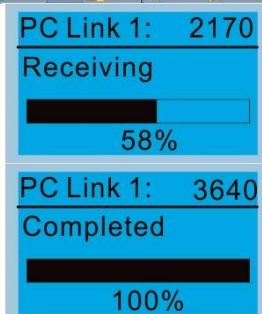 PC Link 1: 2170
Receiving
58%
PC Link 1: 3640
Completed
100%